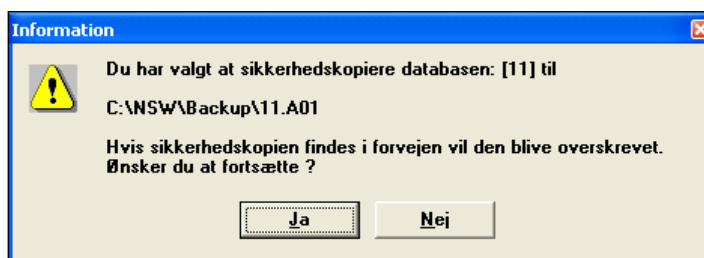 Information
Du har valgt at sikkerhedskopiere databasen: [11] til
C:\NSW\Backup\11.A01
Hvis sikkerhedskopien findes i forvejen vil den blive overskrevet.
Ønsker du at fortsætte ?
Ja
Nej